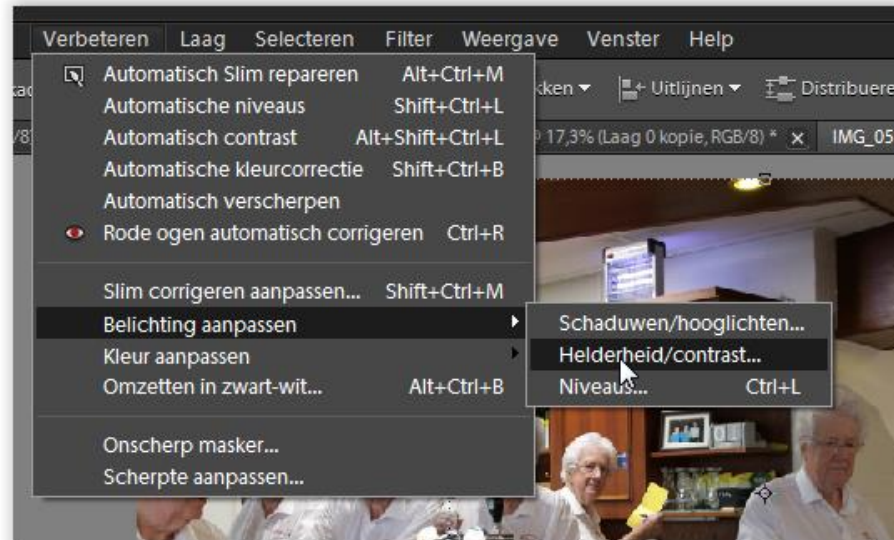 Verbeteren Laag Selecteren Filter Weergave Venster Help
Automatisch Slim repareren Alt+Ctrl+M
Uitlijnen Distribuere
Automatische niveaus Shift+Ctrl+L
Automatisch contrast Alt+Shift+Ctrl+L
17,3% (Laag 0 kopie, RGB/8) * x IMG_05
Automatische kleurcorrectie Shift+Ctrl+B
Automatisch verscherpen
Rode ogen automatisch corrigeren Ctrl+R
Slim corrigeren aanpassen... Shift+Ctrl+M
Belichting aanpassen
Schaduwen/hooglichten...
Kleur aanpassen
Helderheid/contrast...
Omzetten in zwart-wit... Alt+Ctrl+B
Niveaus... Ctrl+L
Onscherp masker...
Scherpte aanpassen...